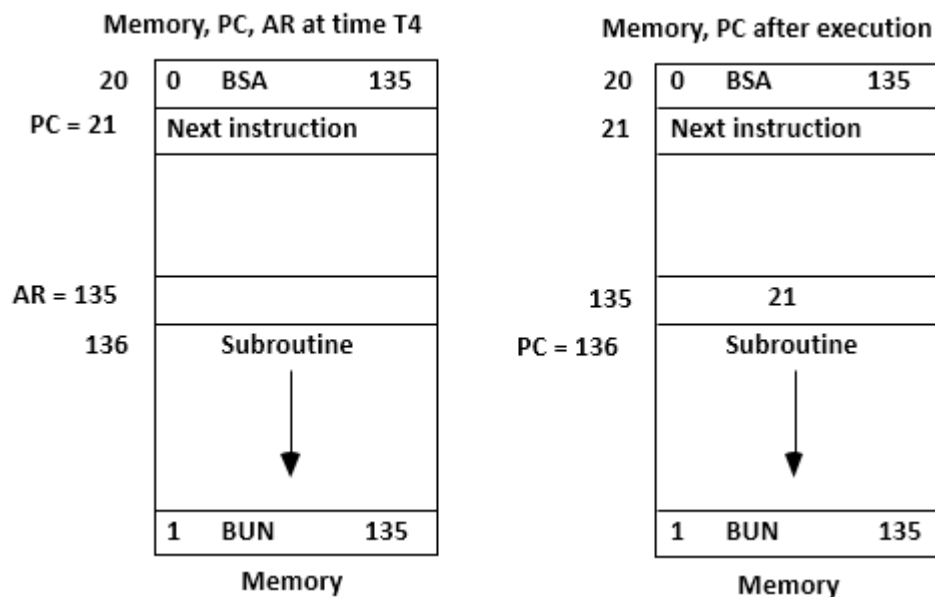 Memory, PC, AR at time T4
20 0 BSA 135
PC = 21 Next instruction
AR = 135
136 Subroutine
1 BUN 135
Memory
Memory, PC after execution
20 0 BSA 135
21 Next instruction
135 21
PC = 136 Subroutine
1 BUN 135
Memory